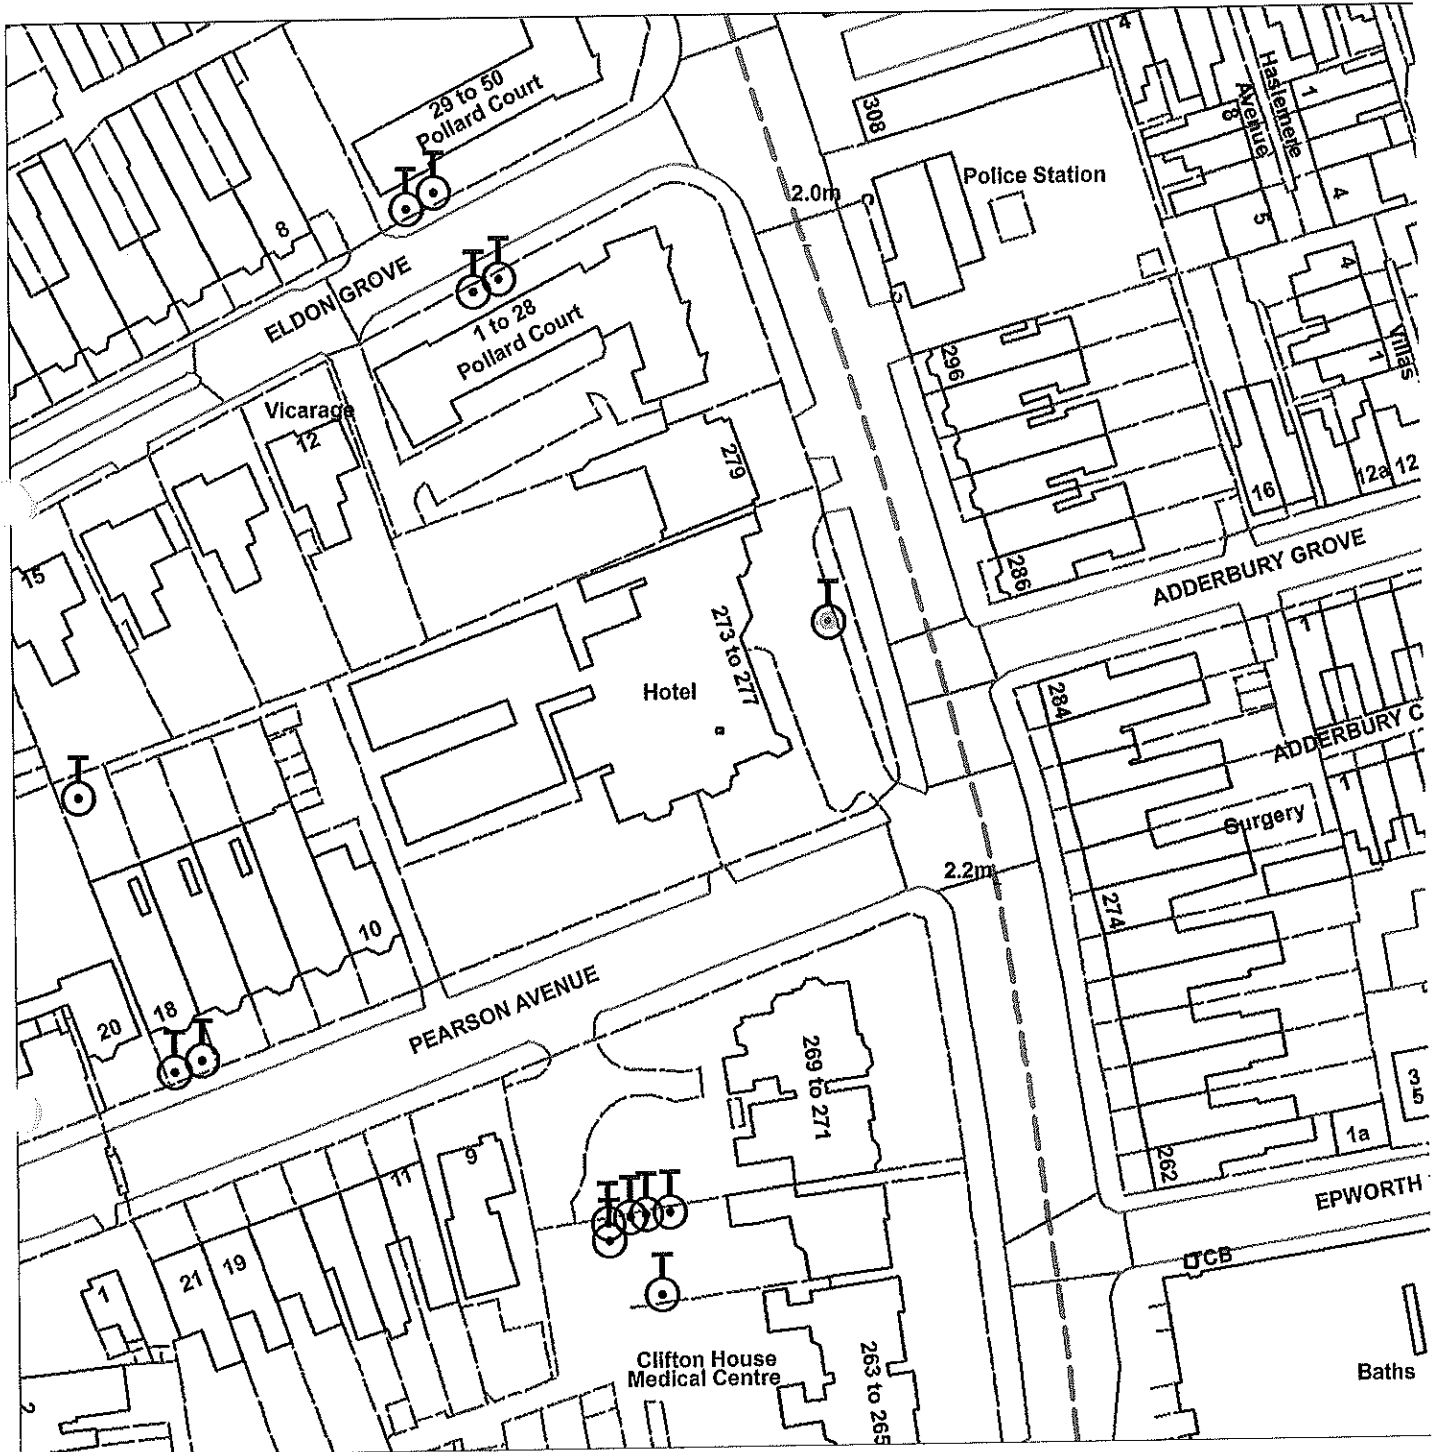 4
Haslemere
Avenue
1
29 to 50
Pollard Court
308
8
Police Station
2.0m
4
5
8
ELDON GROVE
4
1 to 28
Pollard Court
296
1
Villas
Vicarage
12
279
16
12a
12
15
286
ADDERBURY GROVE
273 to 277
1
Hotel
284
ADDERBURY C
1
Surgery
2.2m
274
10
18
20
PEARSON AVENUE
269 to 271
3
5
1a
9
11
262
EPWORTH
TCB
19
21
1
Clifton House
Medical Centre
263 to 265
Baths
2